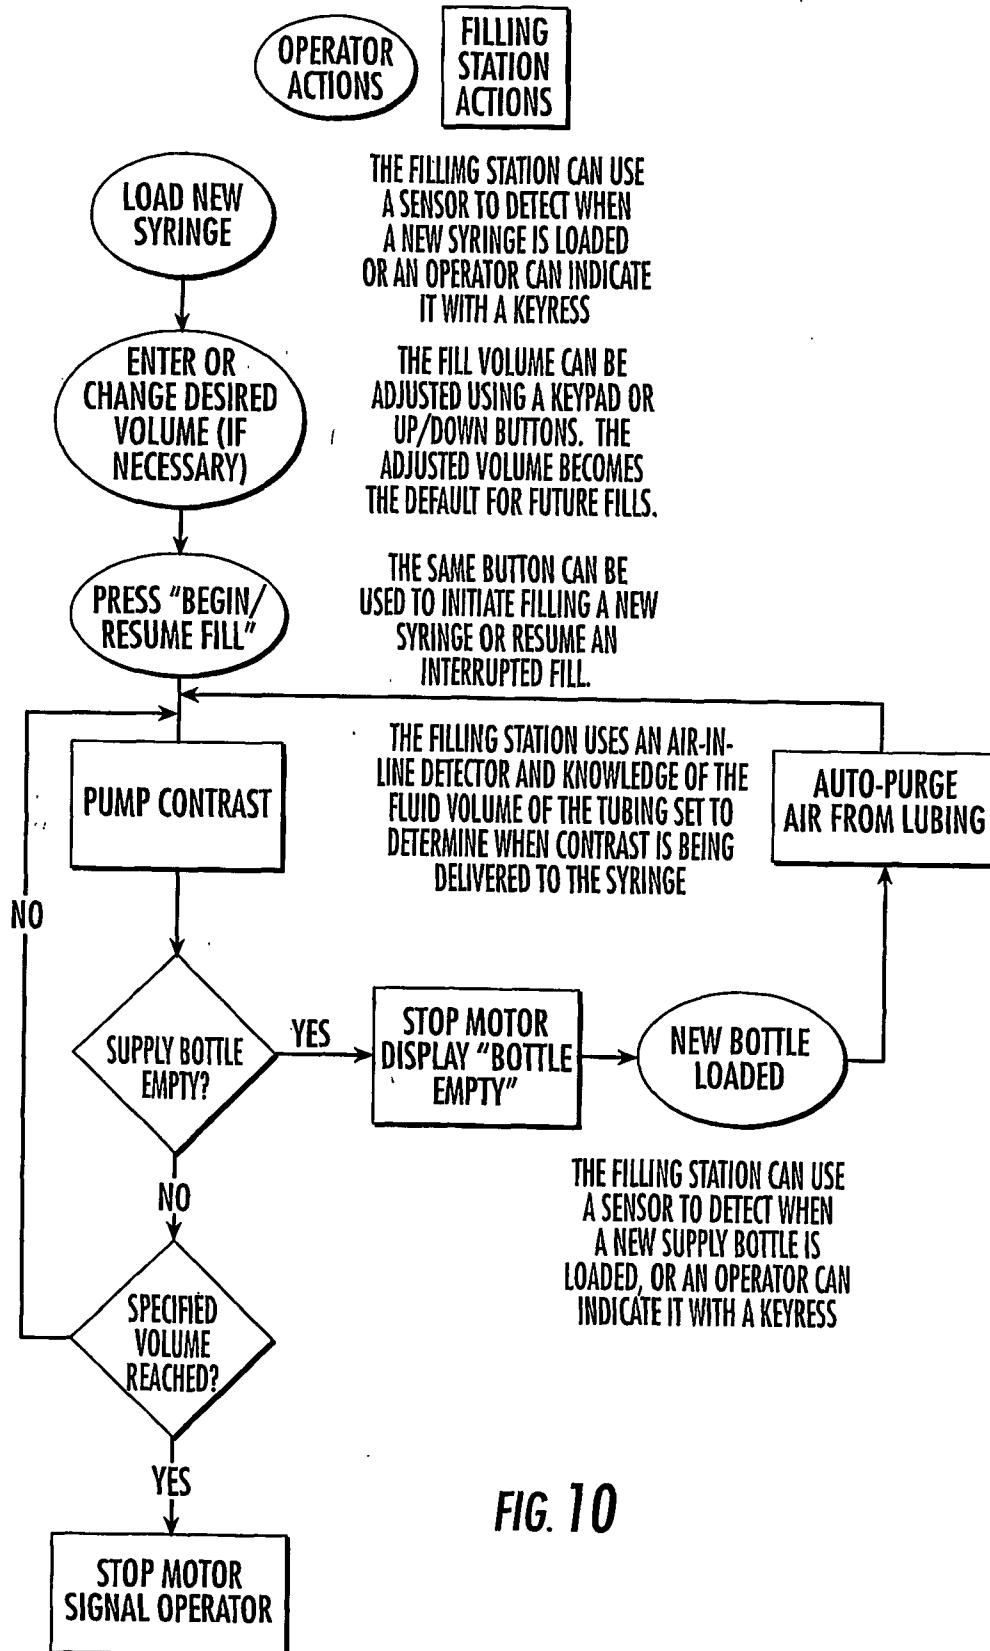 OPERATOR
ACTIONS
FILLING
STATION
ACTIONS
LOAD NEW
SYRINGE
THE FILLIMG STATION CAN USE
A SENSOR TO DETECT WHEN
A NEW SYRINGE IS LOADED
OR AN OPERATOR CAN INDICATE
IT WITH A KEYRESS
ENTER OR
CHANGE DESIRED
VOLUME (IF
NECESSARY)
THE FILL VOLUME CAN BE
ADJUSTED USING A KEYPAD OR
UP/DOWN BUTTONS. THE
ADJUSTED VOLUME BECOMES
THE DEFAULT FOR FUTURE FILLS.
PRESS "BEGIN/
RESUME FILL"
THE SAME BUTTON CAN BE
USED TO INITIATE FILLING A NEW
SYRINGE OR RESUME AN
INTERRUPTED FILL.
PUMP CONTRAST
THE FILLING STATION USES AN AIR-IN-
LINE DETECTOR AND KNOWLEDGE OF THE
FLUID VOLUME OF THE TUBING SET TO
DETERMINE WHEN CONTRAST IS BEING
DELIVERED TO THE SYRINGE
AUTO-PURGE
AIR FROM LUBING
NO
SUPPLY BOTTLE
EMPTY?
YES
STOP MOTOR
DISPLAY "BOTTLE
EMPTY"
NEW BOTTLE
LOADED
THE FILLING STATION CAN USE
A SENSOR TO DETECT WHEN
A NEW SUPPLY BOTTLE IS
LOADED, OR AN OPERATOR CAN
INDICATE IT WITH A KEYRESS
NO
SPECIFIED
VOLUME
REACHED?
YES
STOP MOTOR
SIGNAL OPERATOR
FIG. 10